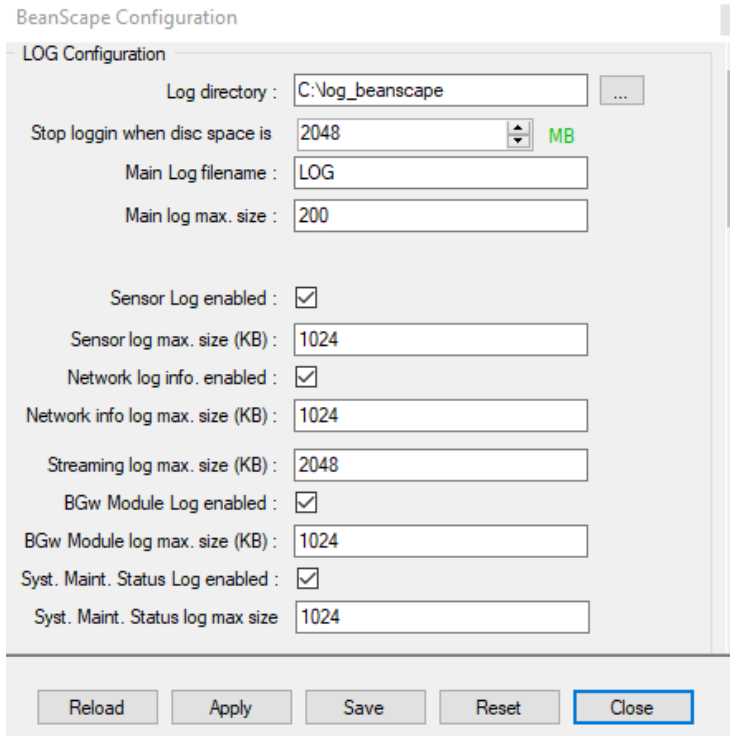 BeanScape Configuration
LOG Configuration
Log directory : C:\log_beanscape ...
Stop loggin when disc space is 2048 MB
Main Log filename : LOG
Main log max. size : 200
Sensor Log enabled :
Sensor log max. size (KB) : 1024
Network log info. enabled :
Network info log max. size (KB) : 1024
Streaming log max. size (KB) : 2048
BGw Module Log enabled :
BGw Module log max. size (KB) : 1024
Syst. Maint. Status Log enabled :
Syst. Maint. Status log max size 1024
Reload Apply Save Reset Close